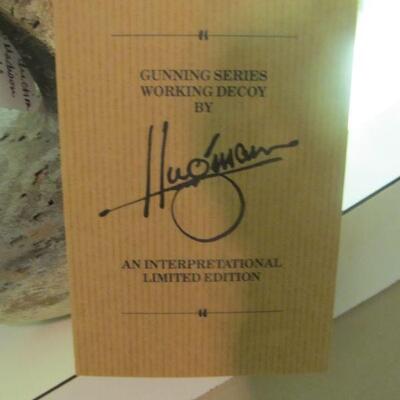 GUNNING SERIES
WORKING DECOY
BY
AN INTERPRETATIONAL
LIMITED EDITION